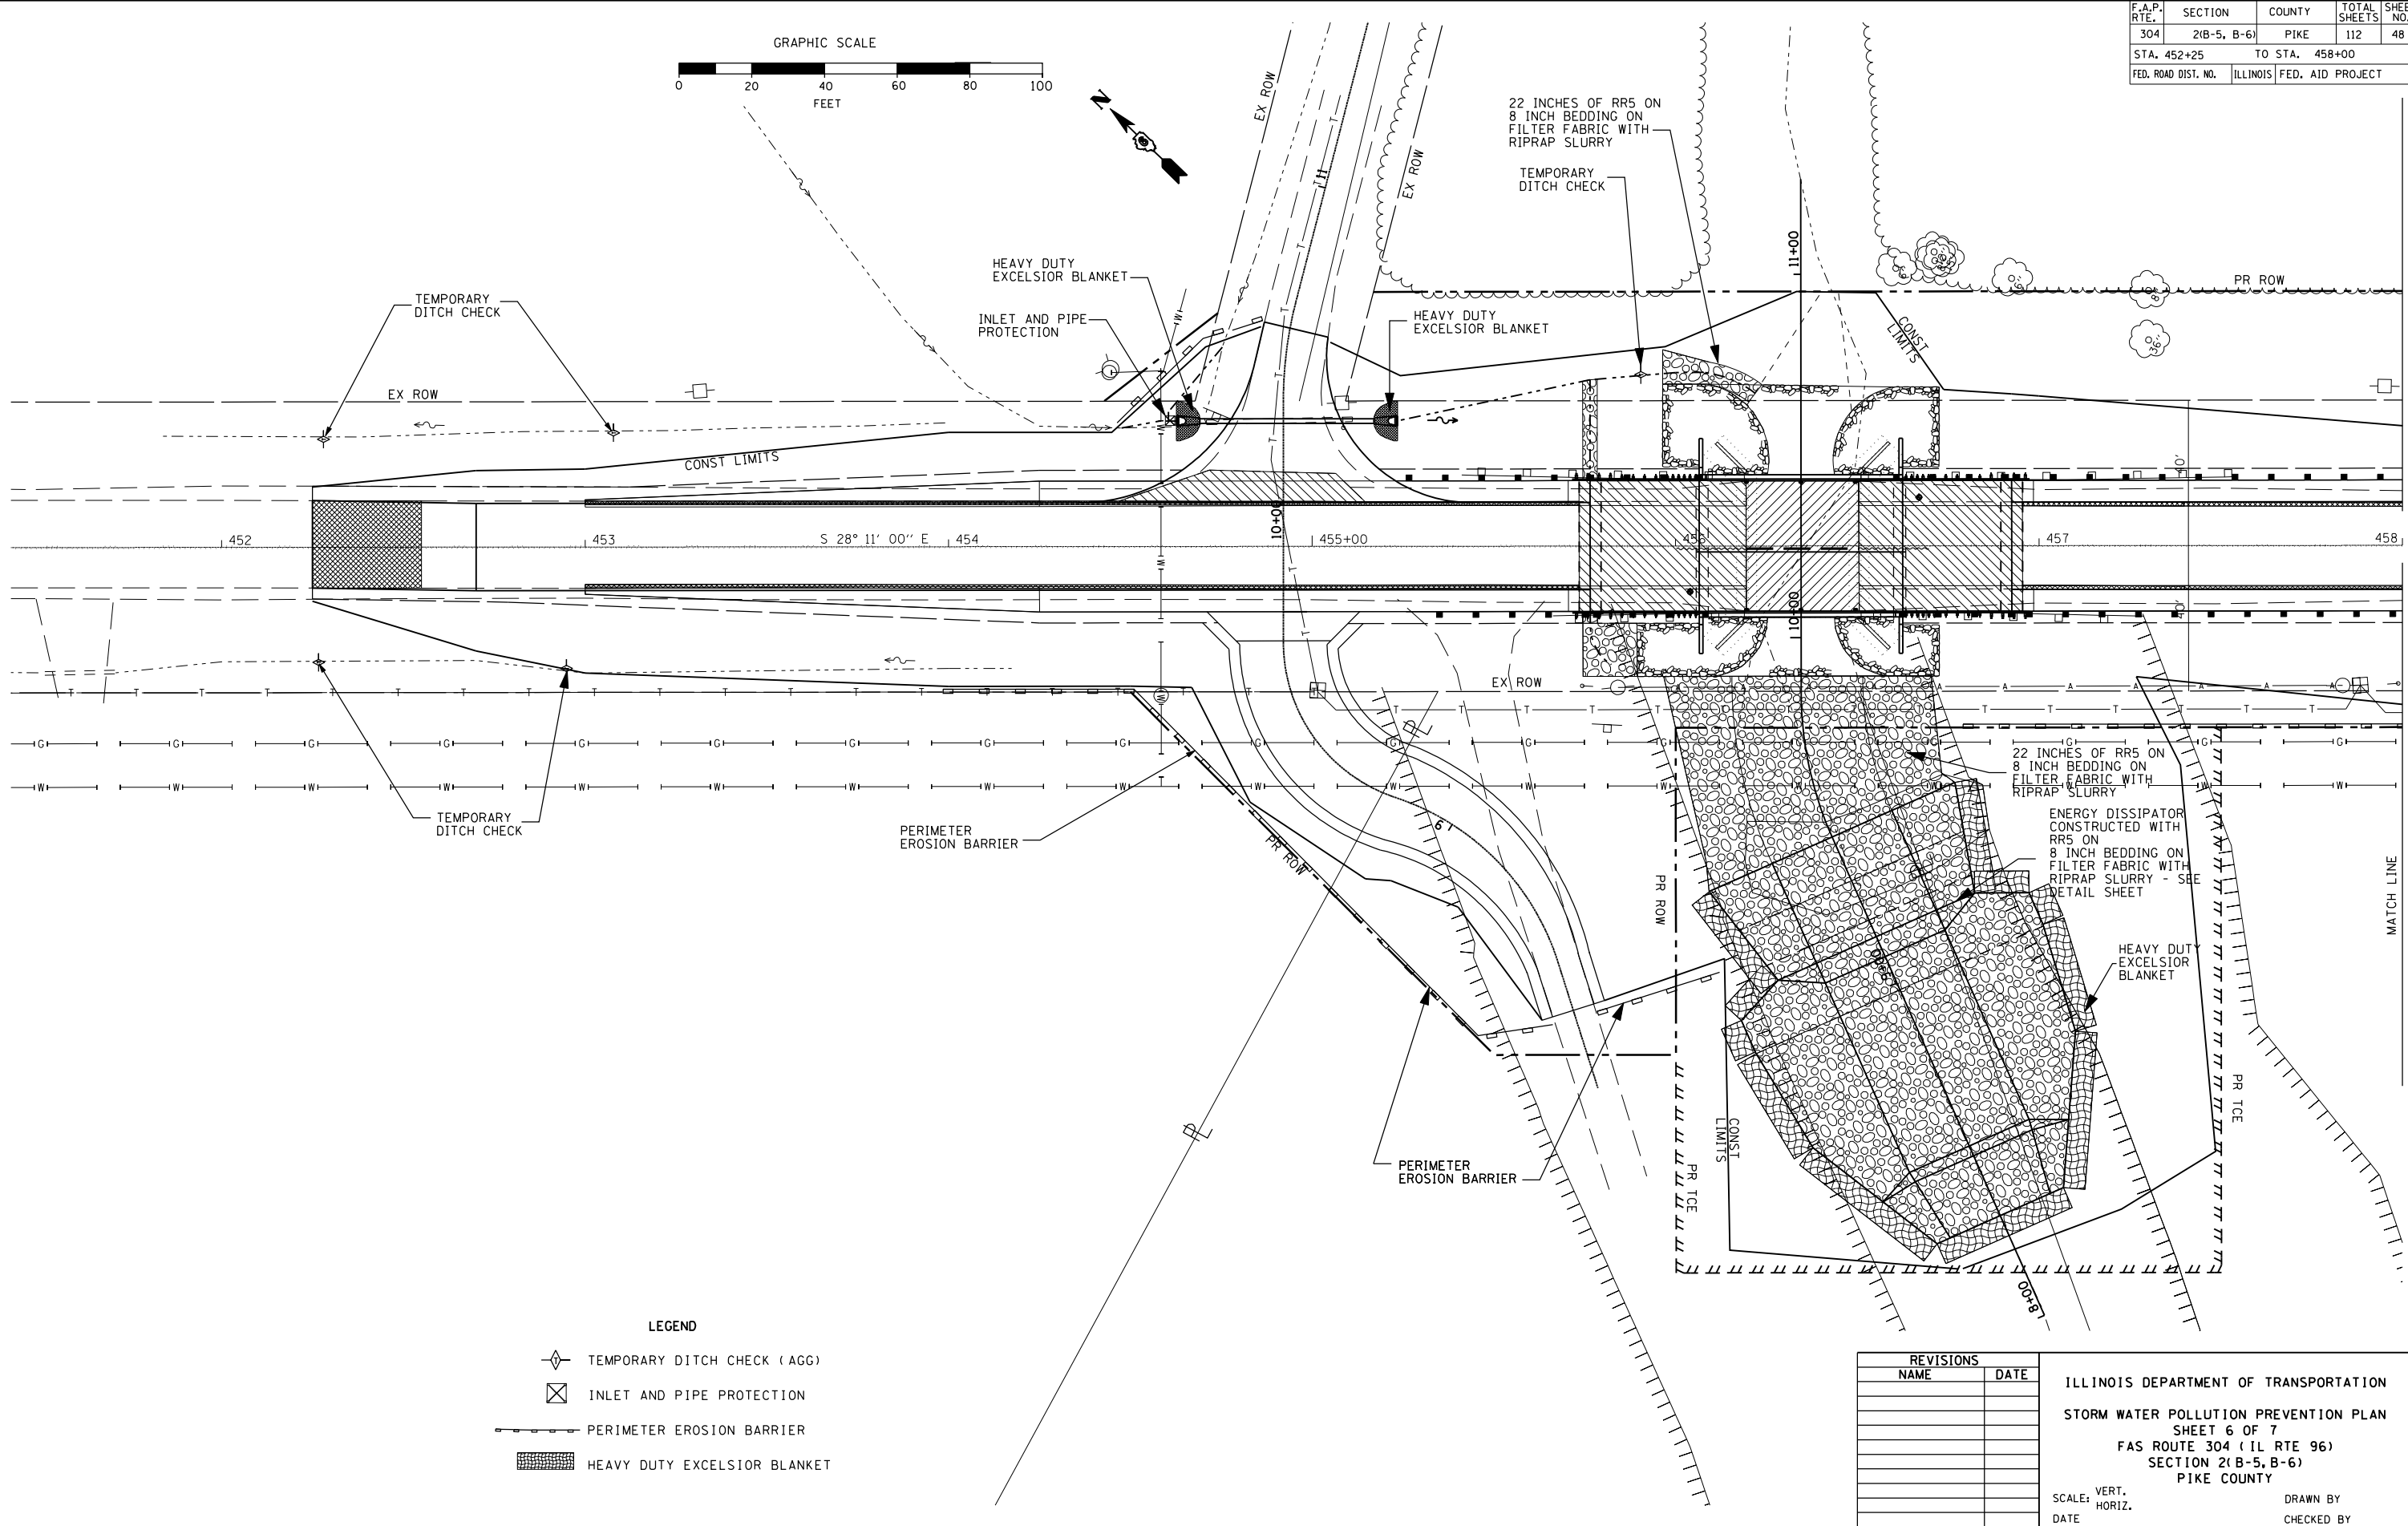 F.A.P. RTE. SECTION COUNTY TOTAL SHEETS
304 2(B-5, B-6) PIKE 112 48
STA. 452+25 TO STA. 458+00
FED. ROAD DIST. NO. ILLINOIS FED. AID PROJECT
GRAPHIC SCALE
0 20 40 60 80 100
FEET
N
EX ROW
EX ROW
11
22 INCHES OF RR5 ON
8 INCH BEDDING ON
FILTER FABRIC WITH
RIPRAP SLURRY
TEMPORARY
DITCH CHECK
11+00
HEAVY DUTY
EXCELSIOR BLANKET
INLET AND PIPE
PROTECTION
HEAVY DUTY
EXCELSIOR BLANKET
TEMPORARY
DITCH CHECK
PR ROW
CONST
LIMITS
36"
EX ROW
CONST LIMITS
40'
452 453 S 28° 11' 00'' E 454 10+00 455+00 457 458
10+00
40'
EX ROW
T T T T T T T T
A A A A A A
G G G G G G G G G G
W W W W W W W W W W
TEMPORARY
DITCH CHECK
PERIMETER
EROSION BARRIER
PR ROW
PL
PR ROW
22 INCHES OF RR5 ON
8 INCH BEDDING ON
FILTER FABRIC WITH
RIPRAP SLURRY
ENERGY DISSIPATOR
CONSTRUCTED WITH
RR5 ON
8 INCH BEDDING ON
FILTER FABRIC WITH
RIPRAP SLURRY - SEE
DETAIL SHEET
MATCH LINE
HEAVY DUTY
EXCELSIOR
BLANKET
9+00
PL
PERIMETER
EROSION BARRIER
CONST
LIMITS
PR TCE
PR TCE
8+00
LEGEND
T TEMPORARY DITCH CHECK (AGG)
INLET AND PIPE PROTECTION
PERIMETER EROSION BARRIER
HEAVY DUTY EXCELSIOR BLANKET
REVISIONS
NAME DATE
ILLINOIS DEPARTMENT OF TRANSPORTATION
STORM WATER POLLUTION PREVENTION PLAN
SHEET 6 OF 7
FAS ROUTE 304 (IL RTE 96)
SECTION 2(B-5, B-6)
PIKE COUNTY
SCALE: VERT.
HORIZ.
DRAWN BY
DATE
CHECKED BY